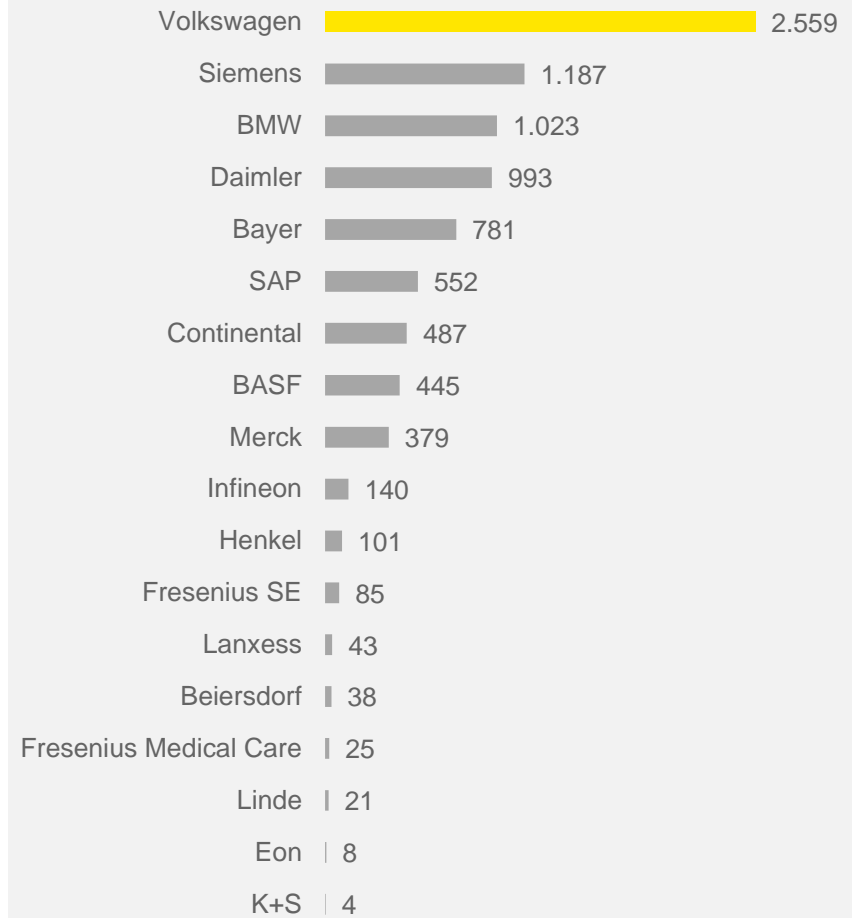 Volkswagen 2.559
Siemens 1.187
BMW 1.023
Daimler 993
Bayer 781
SAP 552
Continental 487
BASF 445
Merck 379
Infineon 140
Henkel 101
Fresenius SE 85
Lanxess 43
Beiersdorf 38
Fresenius Medical Care 25
Linde 21
Eon 8
K+S 4